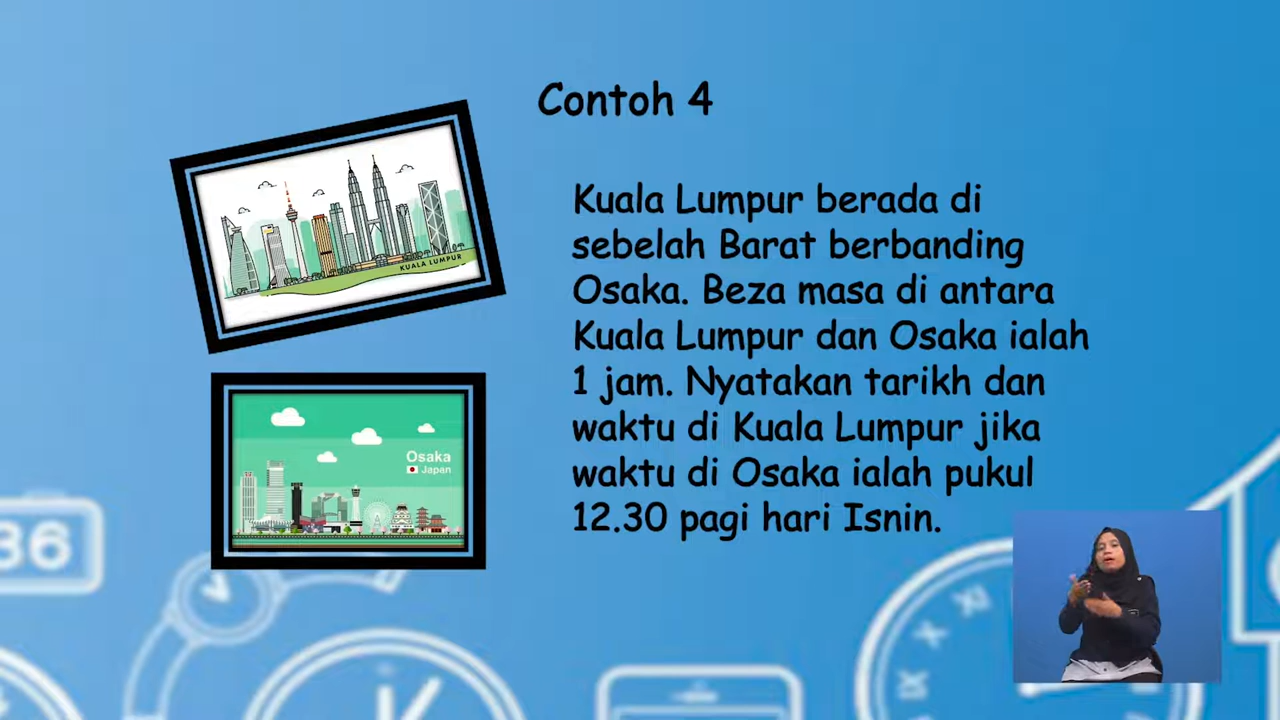 Contoh 4
Kuala Lumpur berada di
sebelah Barat berbanding
Osaka. Beza masa di antara
Kuala Lumpur dan Osaka ialah
1 jam. Nyatakan tarikh dan
waktu di Kuala Lumpur jika
waktu di Osaka ialah pukul
12.30 pagi hari Isnin.
KUALA LUMPUR
Osaka
Japan
36
XI
X
IX